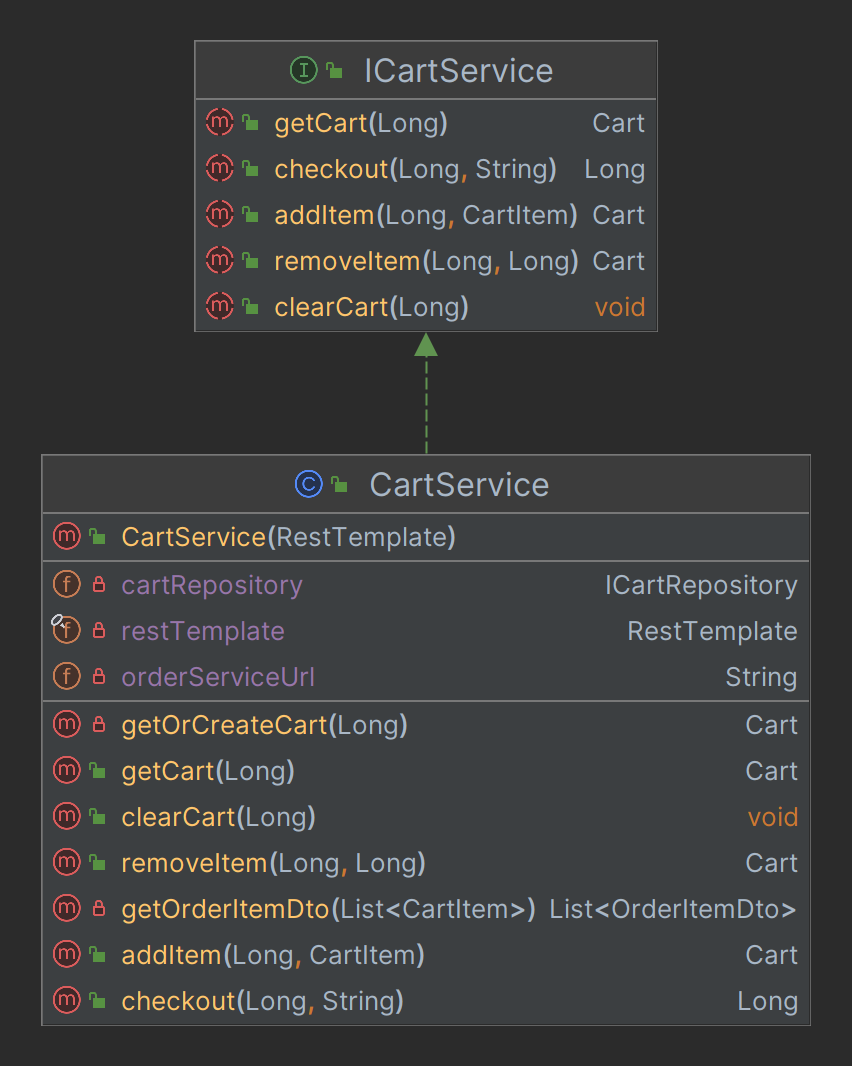 I ICartService
m getCart(Long) Cart
m checkout(Long, String) Long
m addItem(Long, CartItem) Cart
m removeItem(Long, Long) Cart
m clearCart(Long) void
C CartService
m CartService(RestTemplate)
f cartRepository ICartRepository
f restTemplate RestTemplate
f orderServiceUrl String
m getOrCreateCart(Long) Cart
m getCart(Long) Cart
m clearCart(Long) void
m removeItem(Long, Long) Cart
m getOrderItemDto(List<CartItem>) List<OrderItemDto>
m addItem(Long, CartItem) Cart
m checkout(Long, String) Long